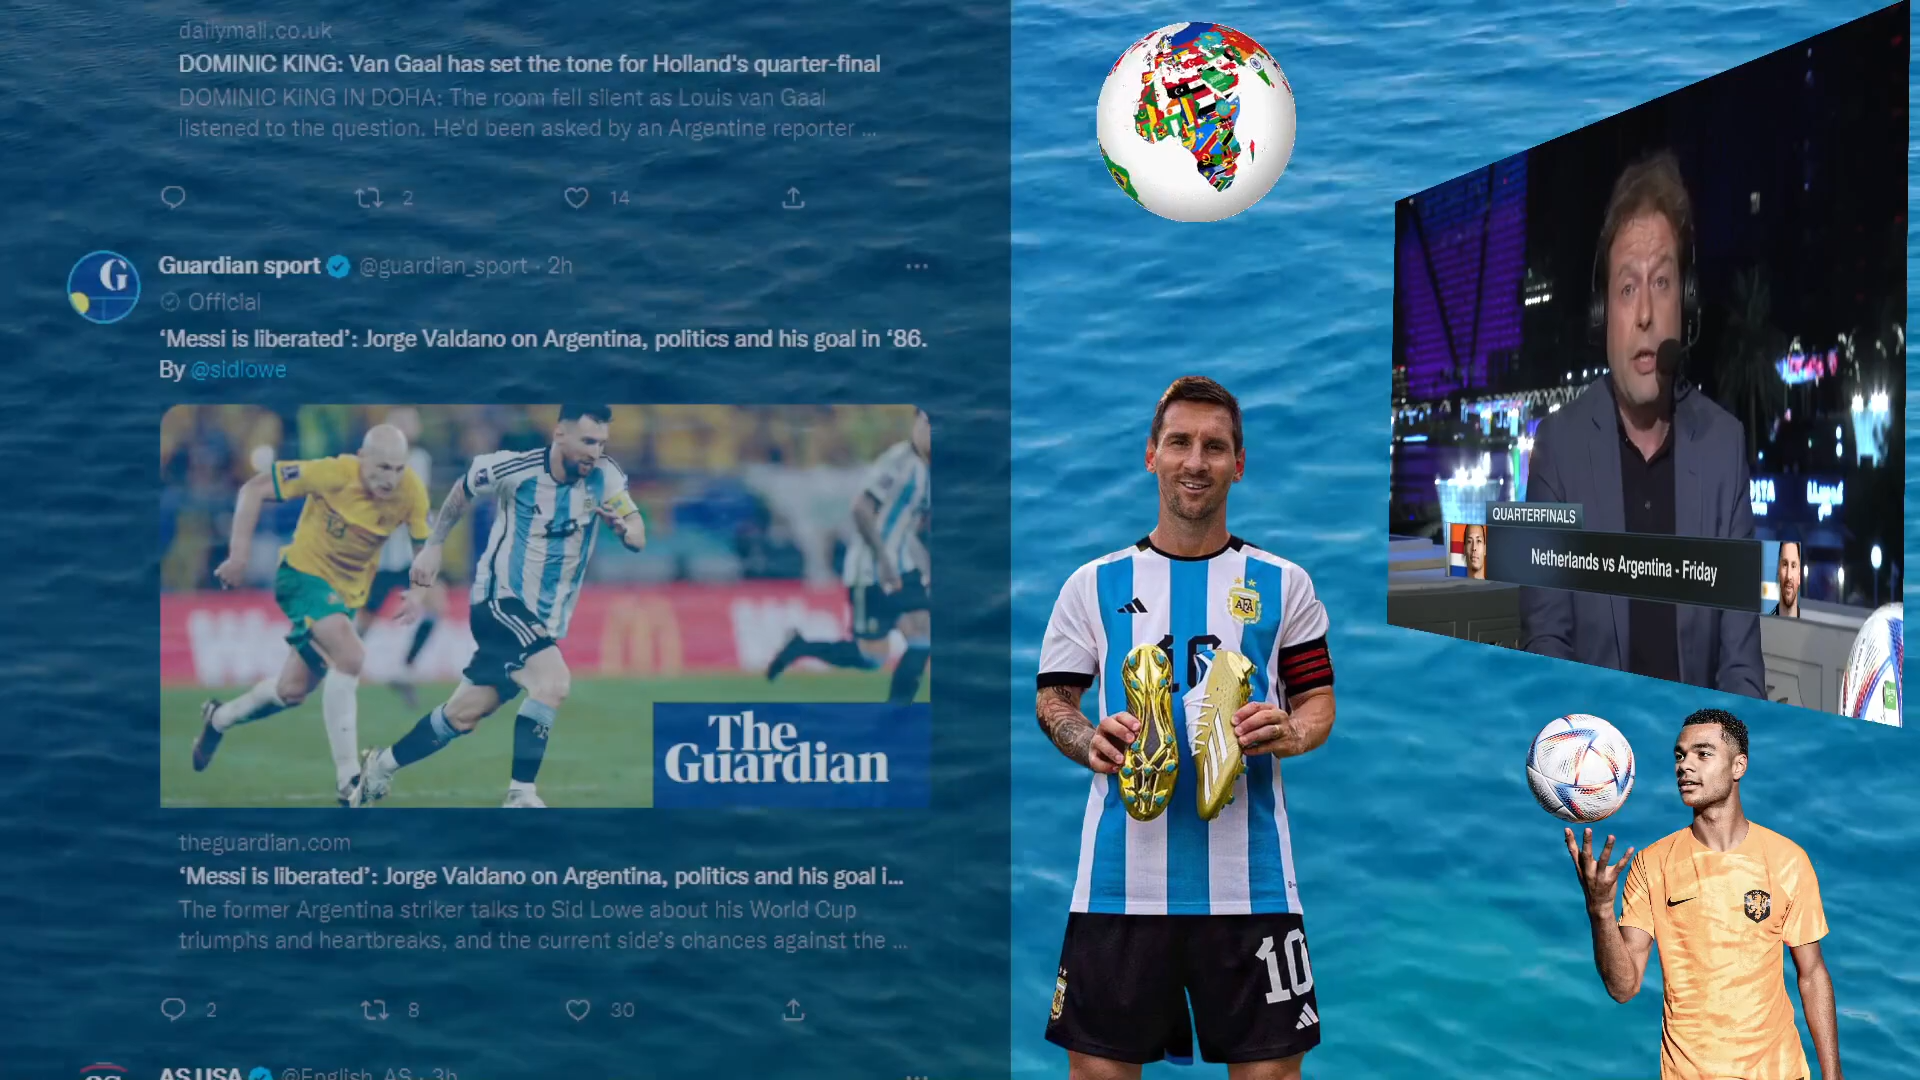 dailymail.co.uk
DOMINIC KING: Van Gaal has set the tone for Holland's quarter-final
DOMINIC KING IN DOHA: The room fell silent as Louis van Gaal
listened to the question. He'd been asked by an Argentine reporter ...
2
14
G
Guardian sport @guardian_sport · 2h
Official
‘Messi is liberated’: Jorge Valdano on Argentina, politics and his goal in ‘86.
By @sidlowe
The
Guardian
theguardian.com
‘Messi is liberated’: Jorge Valdano on Argentina, politics and his goal i...
The former Argentina striker talks to Sid Lowe about his World Cup
triumphs and heartbreaks, and the current side’s chances against the ...
2
8
30
AS USA @English_AS · 3h
AFA
10
10
QUARTERFINALS
Netherlands vs Argentina - Friday